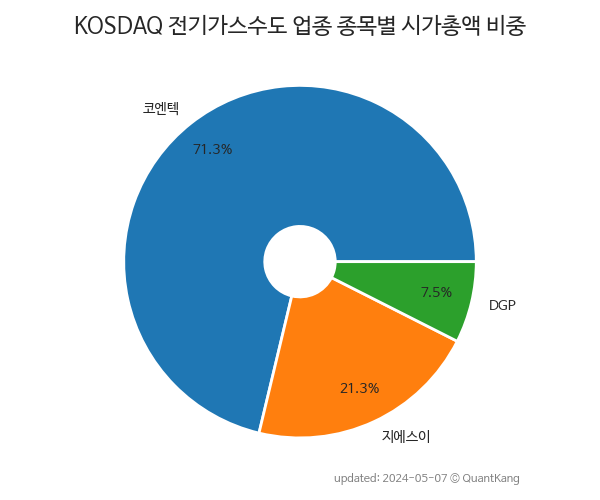 KOSDAQ 전기가스수도 업종 종목별 시가총액 비중
코엔텍
71.3%
7.5%
DGP
21.3%
지에스이
updated: 2024-05-07 © QuantKang